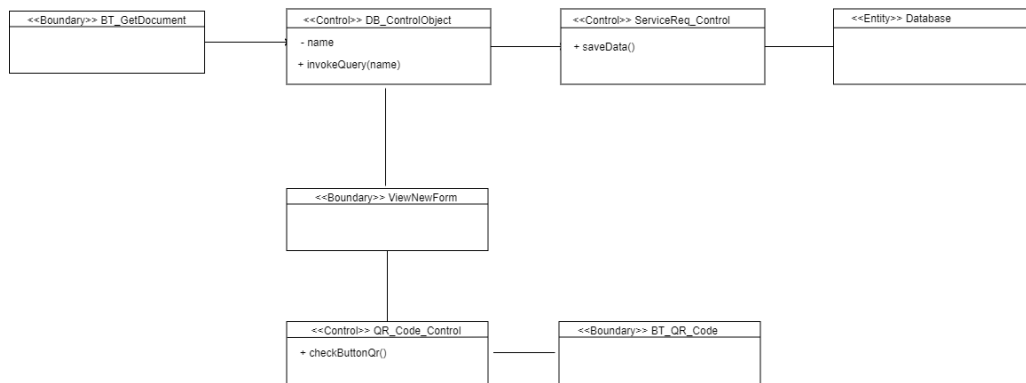 <<Boundary>> BT_GetDocument
<<Control>> DB_ControlObject
- name
+ invokeQuery(name)
<<Control>> ServiceReq_Control
+ saveData()
<<Entity>> Database
<<Boundary>> ViewNewForm
<<Control>> QR_Code_Control
+ checkButtonQr()
<<Boundary>> BT_QR_Code